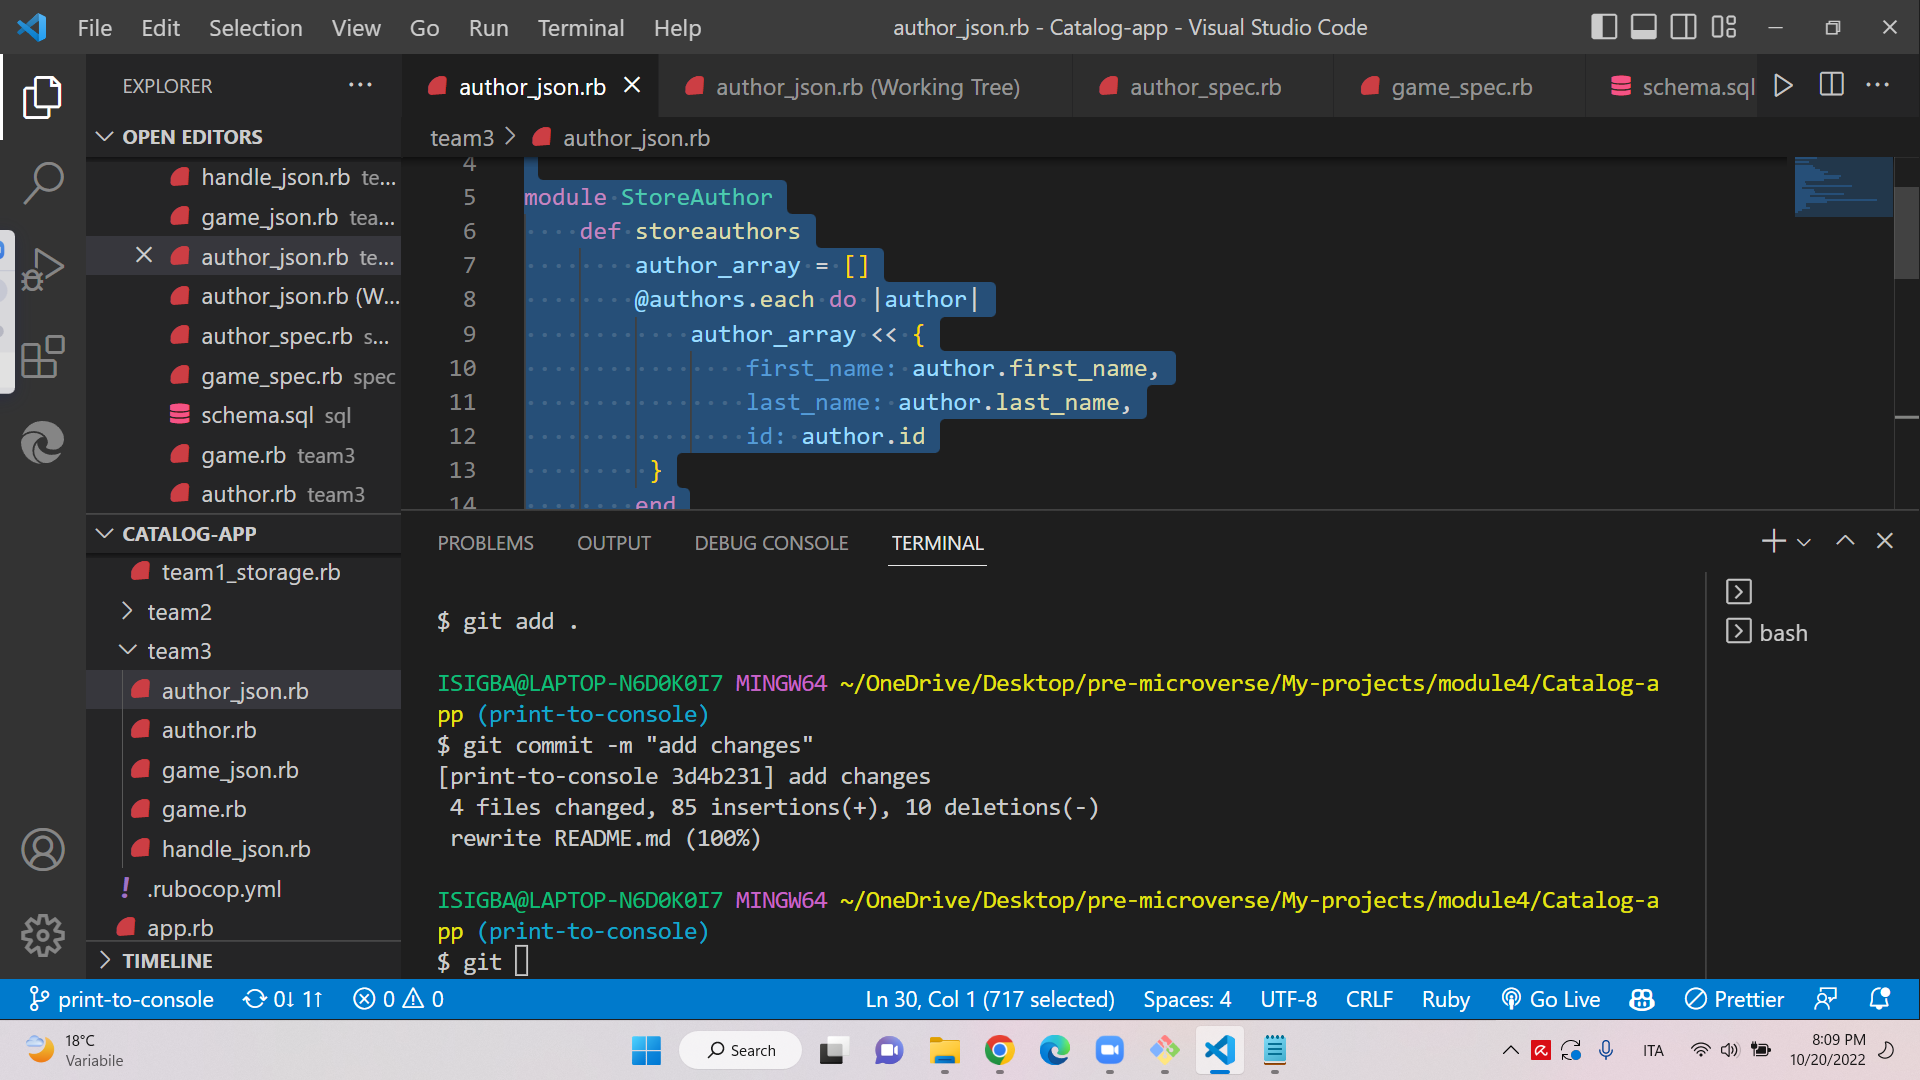 File Edit Selection View Go Run Terminal Help
author_json.rb - Catalog-app - Visual Studio Code
EXPLORER
author_json.rb
author_json.rb (Working Tree)
author_spec.rb
game_spec.rb
schema.sql
OPEN EDITORS
handle_json.rb te...
game_json.rb tea...
author_json.rb te...
author_json.rb (W...
author_spec.rb s...
game_spec.rb spec
schema.sql sql
game.rb team3
author.rb team3
CATALOG-APP
team1_storage.rb
team2
team3
author_json.rb
author.rb
game_json.rb
game.rb
handle_json.rb
.rubocop.yml
app.rb
TIMELINE
team3 > author_json.rb
4
5 module StoreAuthor
6 def storeauthors
7 author_array = []
8 @authors.each do |author|
9 author_array << {
10 first_name: author.first_name,
11 last_name: author.last_name,
12 id: author.id
13 }
14 end
PROBLEMS OUTPUT DEBUG CONSOLE TERMINAL
$ git add .
ISIGBA@LAPTOP-N6D0K0I7 MINGW64 ~/OneDrive/Desktop/pre-microverse/My-projects/module4/Catalog-a
pp (print-to-console)
$ git commit -m "add changes"
[print-to-console 3d4b231] add changes
4 files changed, 85 insertions(+), 10 deletions(-)
rewrite README.md (100%)
ISIGBA@LAPTOP-N6D0K0I7 MINGW64 ~/OneDrive/Desktop/pre-microverse/My-projects/module4/Catalog-a
pp (print-to-console)
$ git
bash
print-to-console 0↓ 1↑ 0 0
Ln 30, Col 1 (717 selected) Spaces: 4 UTF-8 CRLF Ruby Go Live Prettier
18°C
Variabile
Search
ITA
8:09 PM
10/20/2022